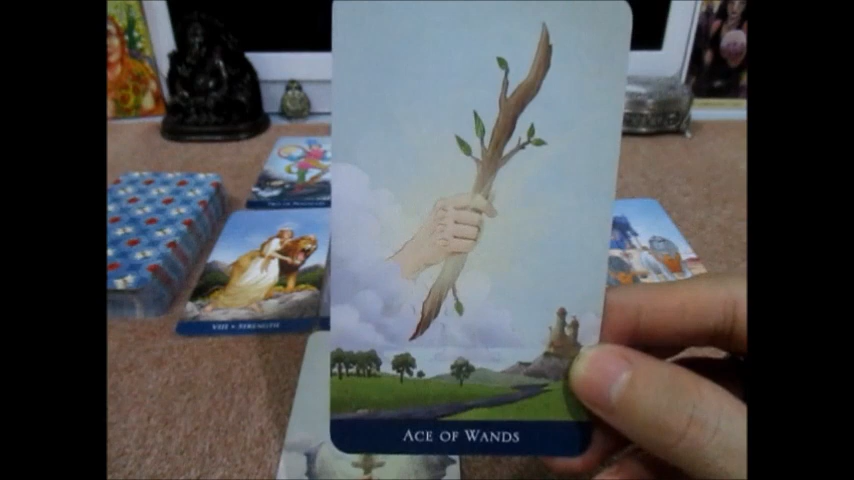 VIII • STRENGTH
ACE OF WANDS